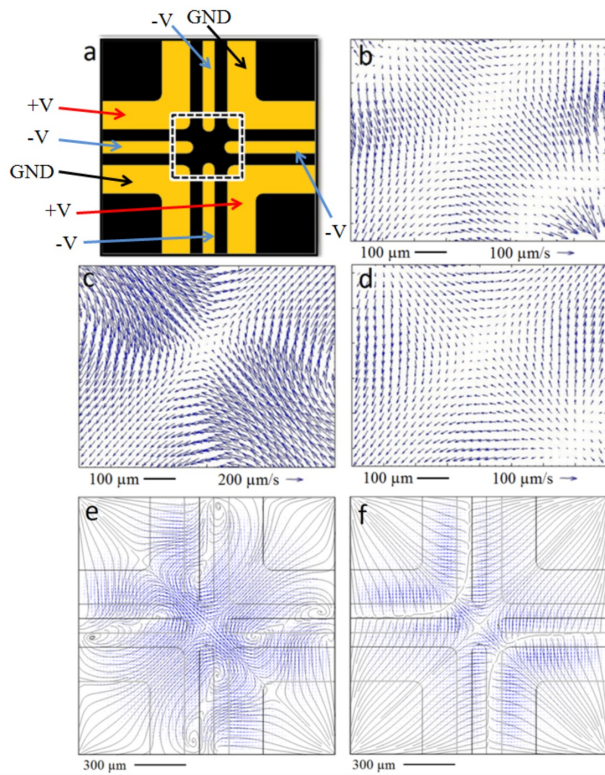 -V GND
a
b
+V
-V
GND
+V
-V
-V
100 µm 100 µm/s
c
d
100 µm 200 µm/s
100 µm 100 µm/s
e
f
300 µm
300 µm